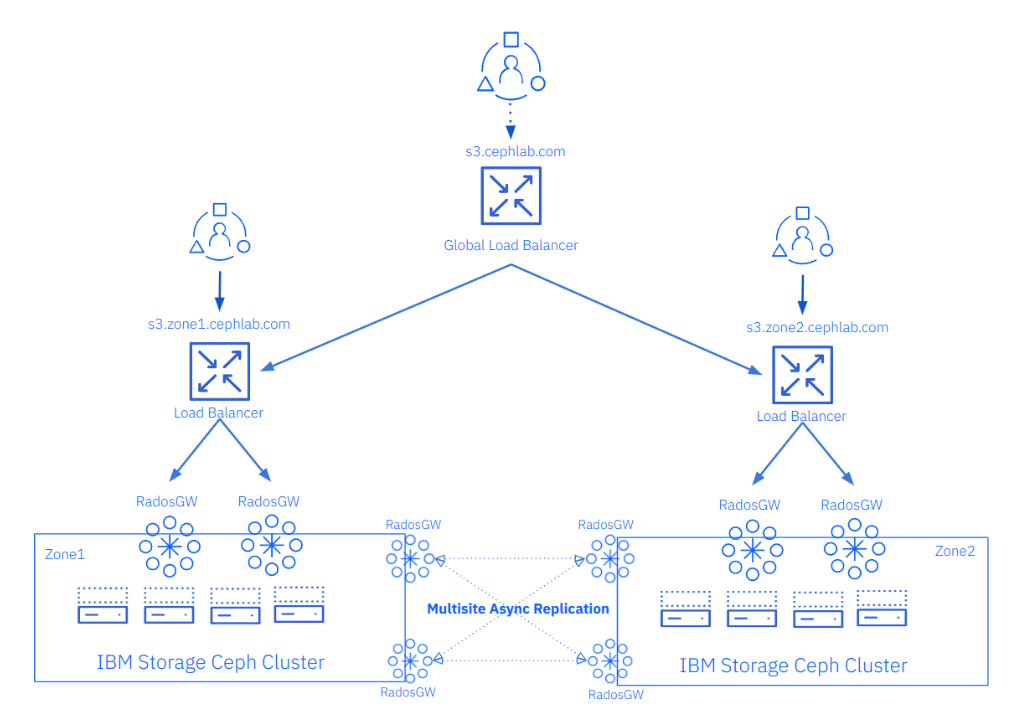 s3.cephlab.com
Global Load Balancer
s3.zone1.cephlab.com
s3.zone2.cephlab.com
Load Balancer
Load Balancer
RadosGW
RadosGW
RadosGW
RadosGW
RadosGW
RadosGW
Zone1
Zone2
Multisite Async Replication
IBM Storage Ceph Cluster
IBM Storage Ceph Cluster
RadosGW
RadosGW